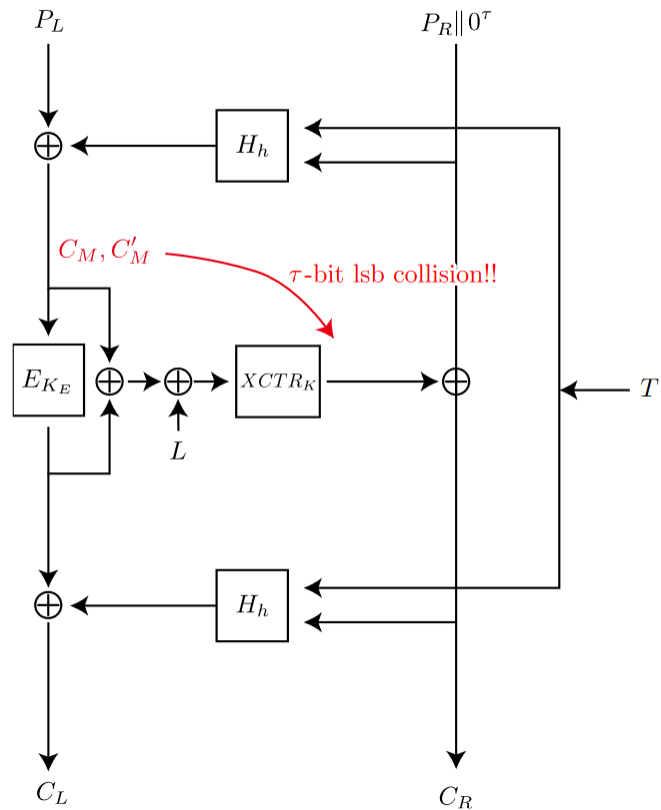 P_L
P_R∥0^τ
H_h
C_M, C'_M
τ-bit lsb collision!!
E_{K_E}
XCTR_K
T
L
H_h
C_L
C_R